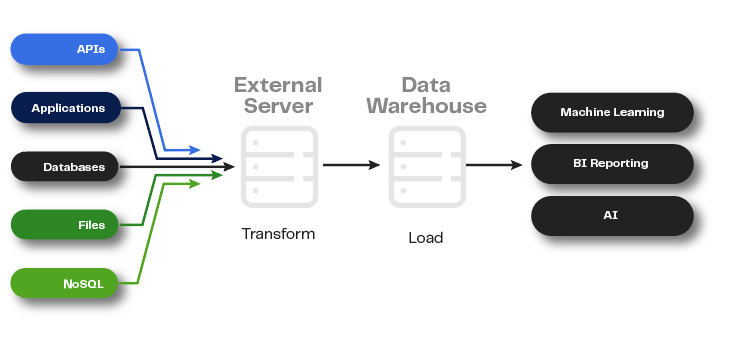 APIs
Applications
Databases
Files
NoSQL
External
Server
Transform
Data
Warehouse
Load
Machine Learning
BI Reporting
AI